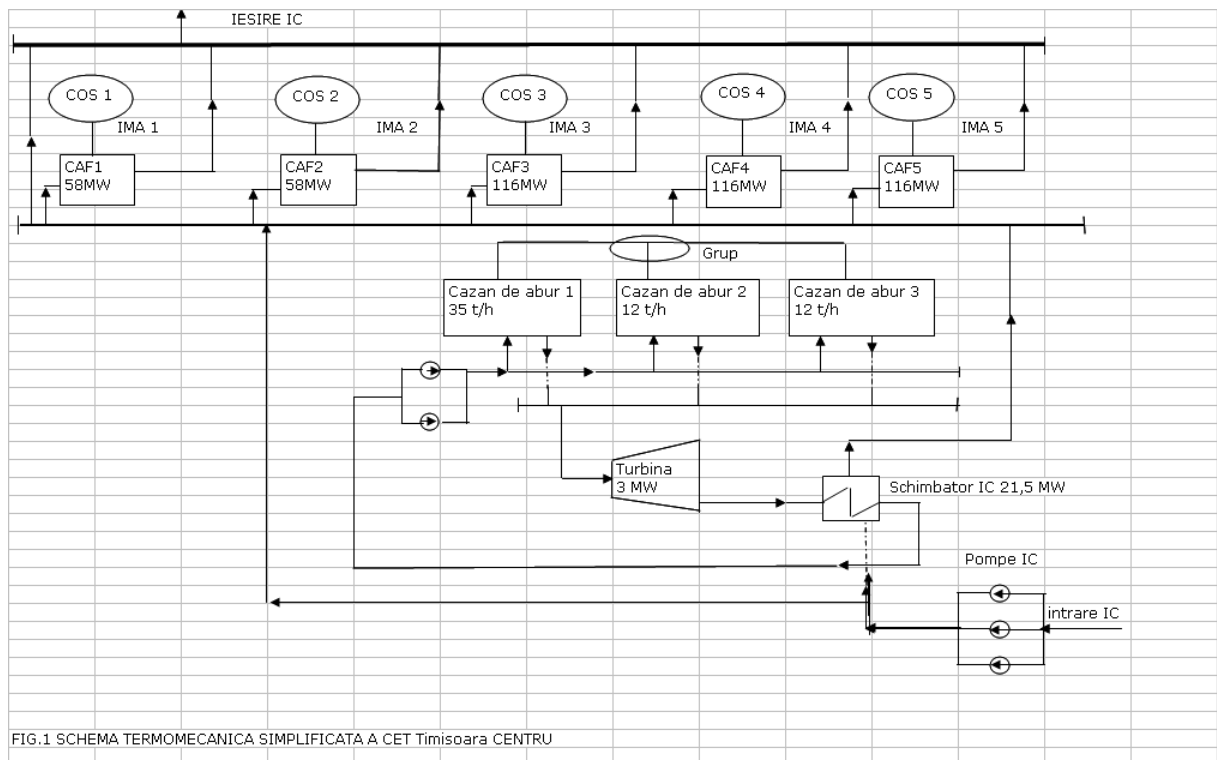 IESIRE IC
COS 1
COS 2
COS 3
COS 4
COS 5
IMA 1
IMA 2
IMA 3
IMA 4
IMA 5
CAF1
58MW
CAF2
58MW
CAF3
116MW
CAF4
116MW
CAF5
116MW
Grup
Cazan de abur 1
35 t/h
Cazan de abur 2
12 t/h
Cazan de abur 3
12 t/h
Turbina
3 MW
Schimbator IC 21,5 MW
Pompe IC
intrare IC
FIG.1 SCHEMA TERMOMECANICA SIMPLIFICATA A CET Timisoara CENTRU